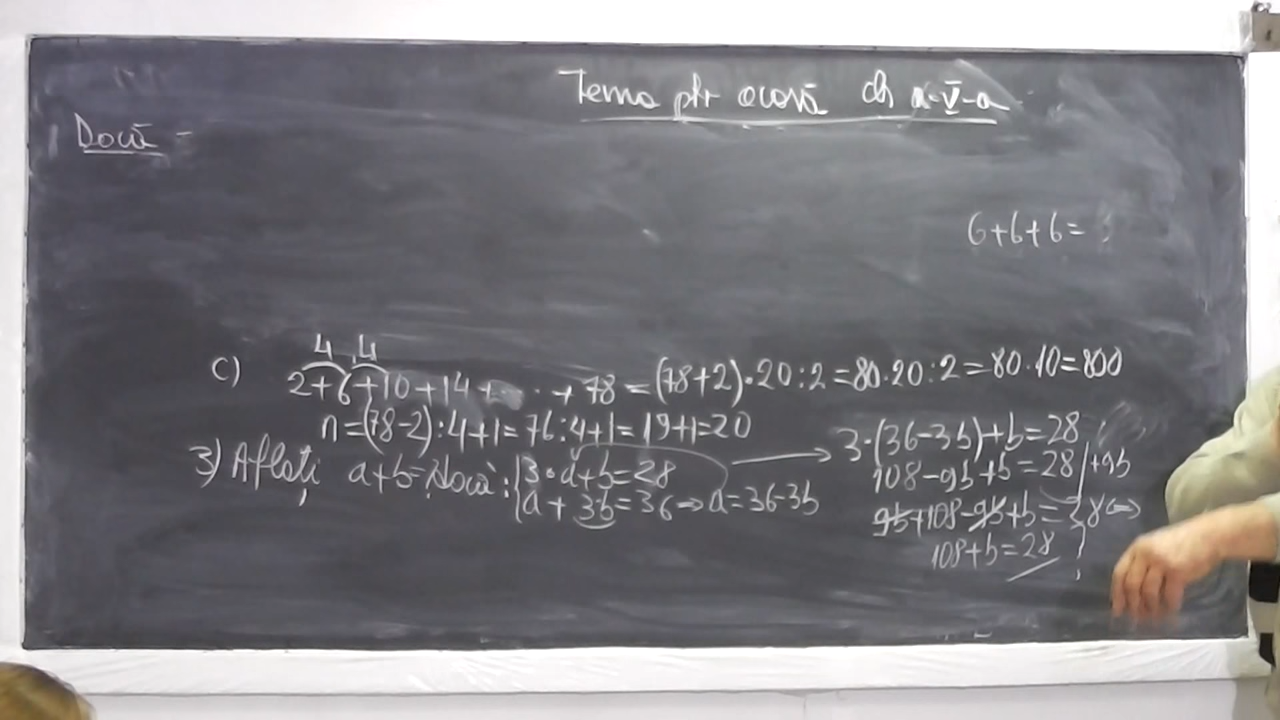 Tema ptr acasă cls a-V-a
Dacă
6+6+6=
4 4
c) 2+6+10+14+...+78=(78+2)·20:2=80·20:2=80·10=800
n=(78-2):4+1=76:4+1=19+1=20
3) Aflați a+b= dacă: 3·a+b=28
a+3b=36⇒a=36-3b
3·(36-3b)+b=28
108-9b+b=28/+9b
9b+108-9b+b=28⇔
108+b=28